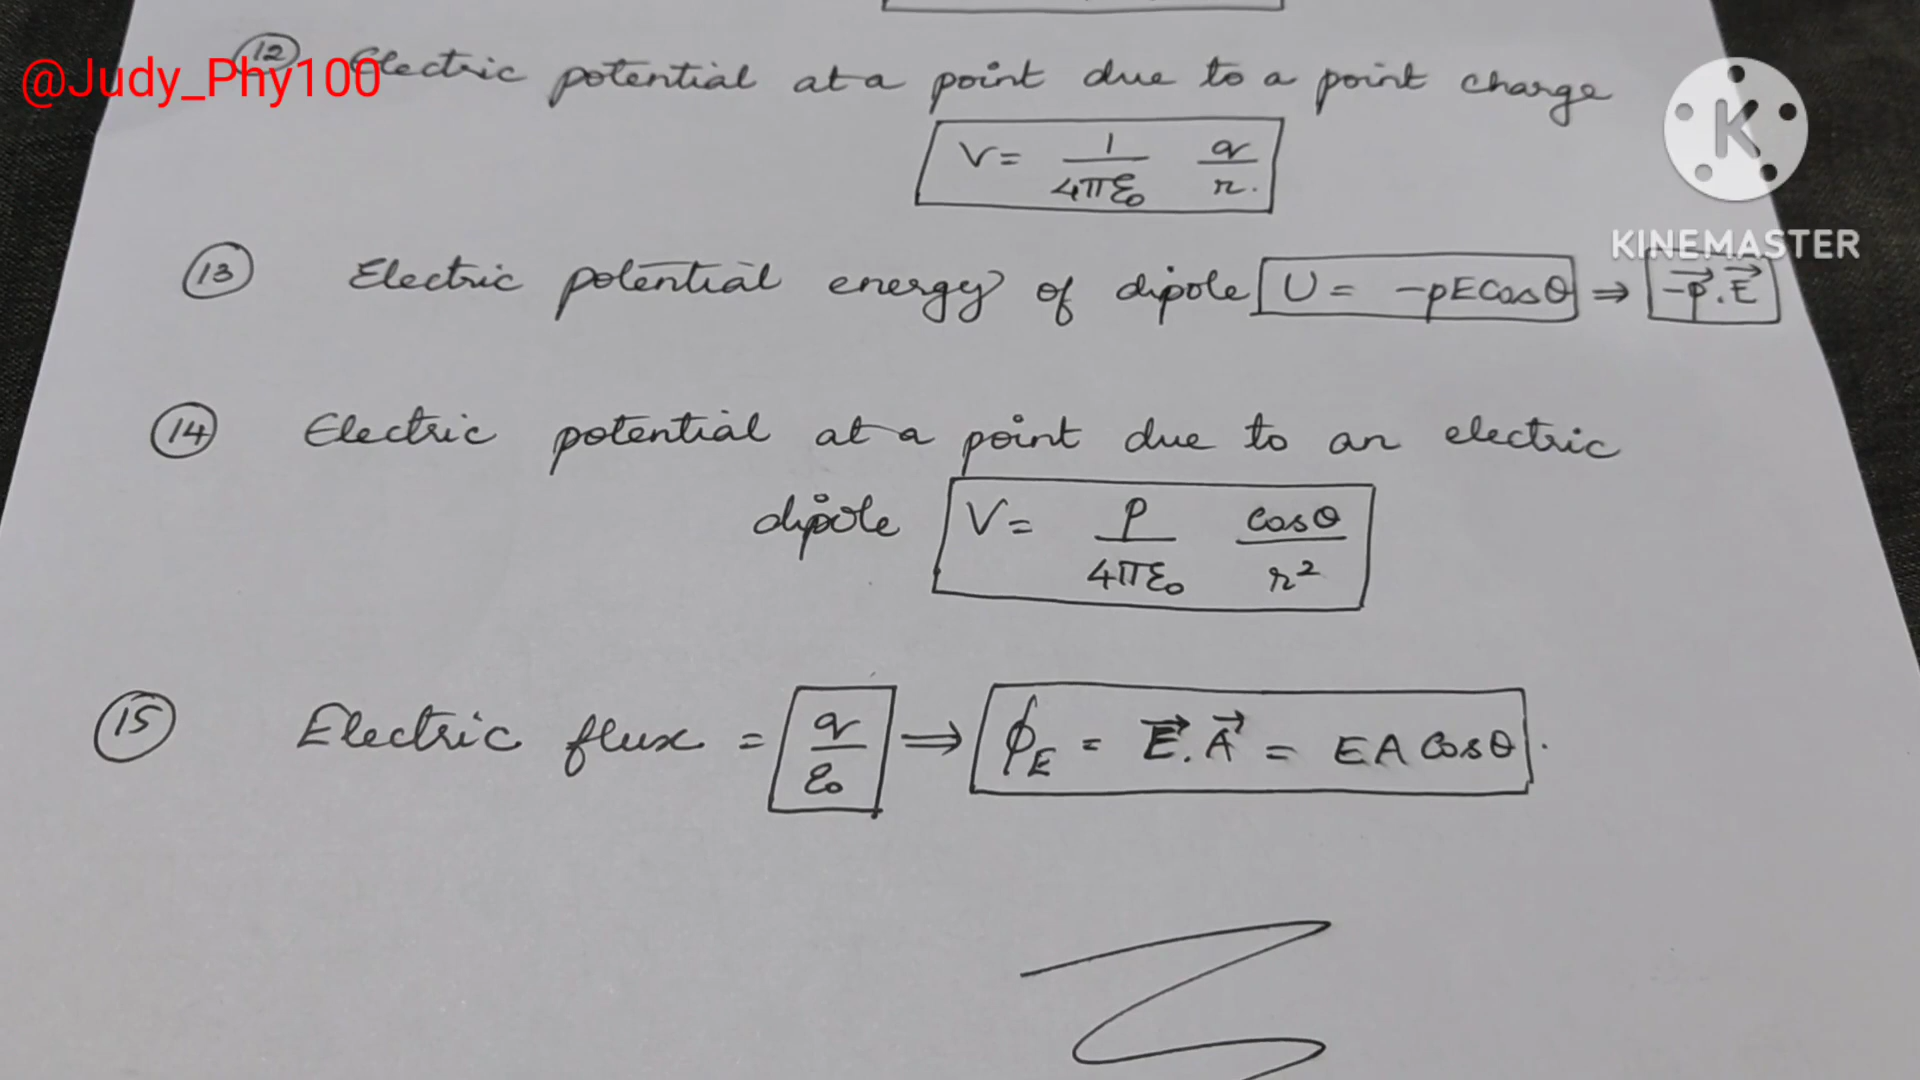 @Judy_Phy100
(12) Electric potential at a point due to a point charge
V = 1/4πε₀ q/r.
KINEMASTER
(13) Electric potential energy of dipole U = -pE cosθ ⇒ -p⃗.E⃗
(14) Electric potential at a point due to an electric
dipole V = P/4πε₀ cosθ/r²
(15) Electric flux = q/ε₀ ⇒ ϕ_E = E⃗.A⃗ = EA cosθ.